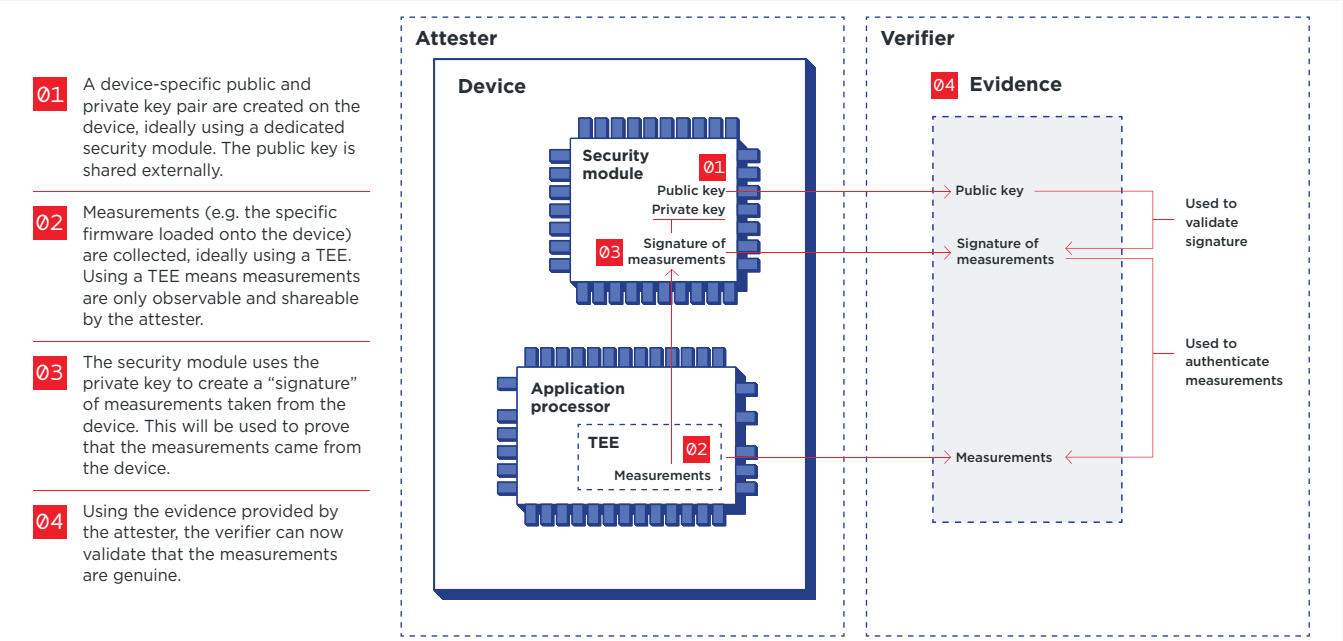 01
A device-specific public and
private key pair are created on the
device, ideally using a dedicated
security module. The public key is
shared externally.
02
Measurements (e.g. the specific
firmware loaded onto the device)
are collected, ideally using a TEE.
Using a TEE means measurements
are only observable and shareable
by the attester.
03
The security module uses the
private key to create a “signature”
of measurements taken from the
device. This will be used to prove
that the measurements came from
the device.
04
Using the evidence provided by
the attester, the verifier can now
validate that the measurements
are genuine.
Attester
Device
Security
module
01
Public key
Private key
03
Signature of
measurements
Application
processor
TEE
02
Measurements
Verifier
04 Evidence
Public key
Signature of
measurements
Measurements
Used to
validate
signature
Used to
authenticate
measurements